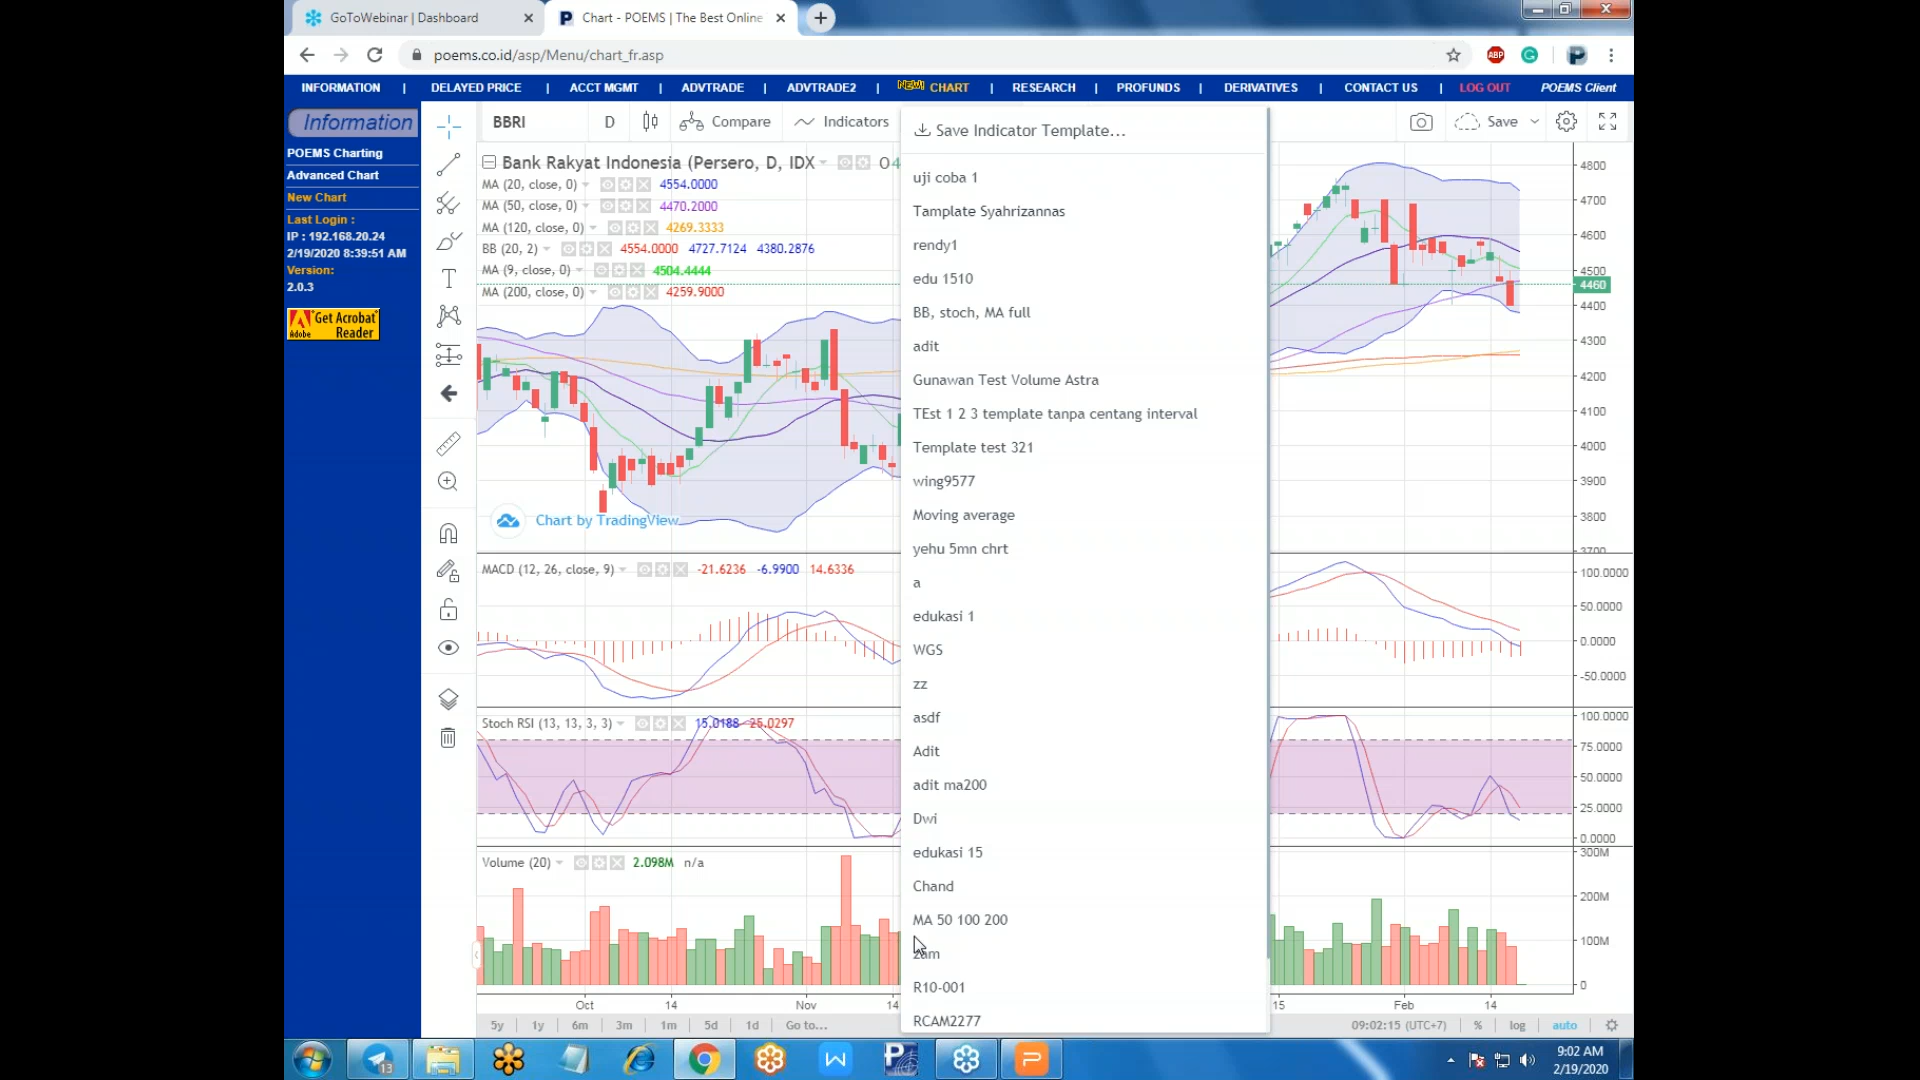 GoToWebinar | Dashboard
Chart - POEMS | The Best Online
poems.co.id/asp/Menu/chart_fr.asp
ABP
INFORMATION | DELAYED PRICE | ACCT MGMT | ADVTRADE | ADVTRADE2 | NEW! CHART | RESEARCH | PROFUNDS | DERIVATIVES | CONTACT US | LOG OUT POEMS Client
Information
POEMS Charting
Advanced Chart
New Chart
Last Login :
IP : 192.168.20.24
2/19/2020 8:39:51 AM
Version:
2.0.3
Get Acrobat
Adobe Reader
BBRI D Compare Indicators
Save
Bank Rakyat Indonesia (Persero, D, IDX O4
MA (20, close, 0) 4554.0000
MA (50, close, 0) 4470.2000
MA (120, close, 0) 4269.3333
BB (20, 2) 4554.0000 4727.7124 4380.2876
MA (9, close, 0) 4504.4444
MA (200, close, 0) 4259.9000
Chart by TradingView
MACD (12, 26, close, 9) -21.6236 -6.9900 14.6336
Stoch RSI (13, 13, 3, 3) 15.0188 25.0297
Volume (20) 2.098M n/a
Save Indicator Template...
uji coba 1
Tamplate Syahrizannas
rendy1
edu 1510
BB, stoch, MA full
adit
Gunawan Test Volume Astra
TEst 1 2 3 template tanpa centang interval
Template test 321
wing9577
Moving average
yehu 5mn chrt
a
edukasi 1
WGS
zz
asdf
Adit
adit ma200
Dwi
edukasi 15
Chand
MA 50 100 200
zam
R10-001
RCAM2277
4800
4700
4600
4500
4460
4400
4300
4200
4100
4000
3900
3800
3700
100.0000
50.0000
0.0000
-50.0000
100.0000
75.0000
50.0000
25.0000
0.0000
300M
200M
100M
0
Oct 14 Nov 14 15 Feb 14
5y 1y 6m 3m 1m 5d 1d Go to...
09:02:15 (UTC+7) % log auto
13
9:02 AM
2/19/2020